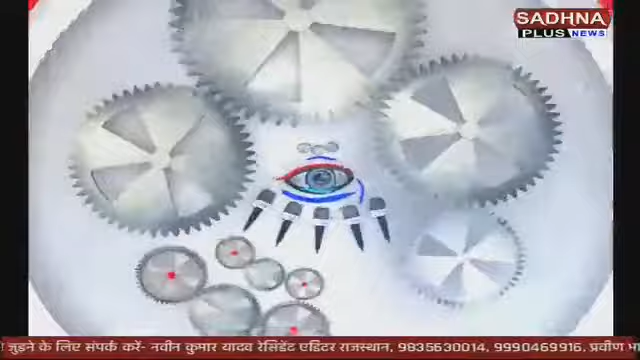 SADHNA
PLUS NEWS
जुड़ने के लिए संपर्क करें- नवीन कुमार यादव रेसिडेंट एडिटर राजस्थान, 9835630014, 9990469916, प्रवीण